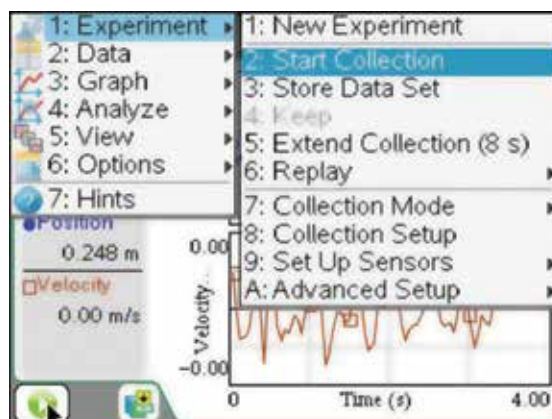 1: Experiment
2: Data
3: Graph
4: Analyze
5: View
6: Options
7: Hints
1: New Experiment
2: Start Collection
3: Store Data Set
4: Keep
5: Extend Collection (8 s)
6: Replay
7: Collection Mode
8: Collection Setup
9: Set Up Sensors
A: Advanced Setup
Position
0.248 m
Velocity
0.00 m/s
0.00
Velocity...
-0.00
0
Time (s)
4.00